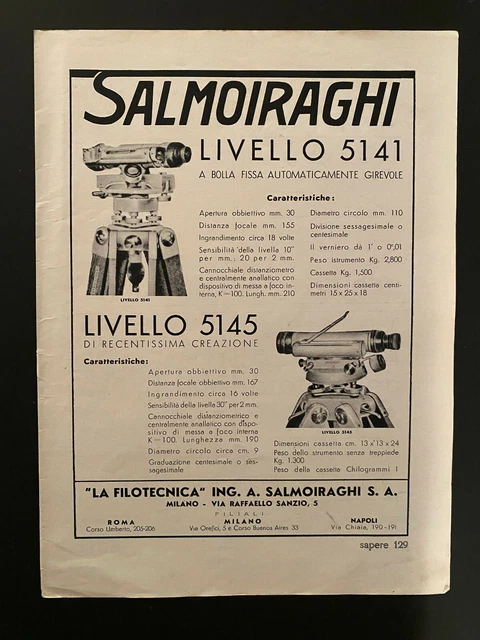 SALMOIRAGHI
LIVELLO 5141
A BOLLA FISSA AUTOMATICAMENTE GIREVOLE
Caratteristiche:
Apertura obbiettivo mm. 30
Distanza focale mm. 155
Ingrandimento circa 18 volte
Sensibilità della livella 10"
per mm.; 20 per 2 mm.
Cannocchiale distanziometro
e centralmente anallatico con
dispositivo di messa a foco in-
terna, K=100. Lungh. mm. 210
Diametro circolo mm. 110
Divisione sessagesimale o
centesimale
Il verniero dà 1' o 0°,01
Peso istrumento Kg. 2,800
Cassetta Kg. 1,500
Dimensioni cassetta centi-
metri 15 x 25 x 18
LIVELLO 5141
LIVELLO 5145
DI RECENTISSIMA CREAZIONE
Caratteristiche:
Apertura obbiettivo mm. 30
Distanza focale obbiettivo mm. 167
Ingrandimento circa 16 volte
Sensibilità della livella 30" per 2 mm.
Cannocchiale distanziometrico e
centralmente anallatico con dispo-
sitivo di messa a foco interna
K=100. Lunghezza mm. 190
Diametro circolo circa cm. 9
Graduazione centesimale o ses-
sagesimale
LIVELLO 5145
Dimensioni cassetta cm. 13 x 13 x 24
Peso dello strumento senza treppiede
Kg. 1.300
Peso della cassetta Chilogrammi 1
"LA FILOTECNICA" ING. A. SALMOIRAGHI S. A.
MILANO - VIA RAFFAELLO SANZIO, 5
FILIALI
ROMA
Corso Umberto, 205-206
MILANO
Via Orefici, 5 e Corso Buenos Aires 33
NAPOLI
Via Chiaia, 190-191
sapere 129